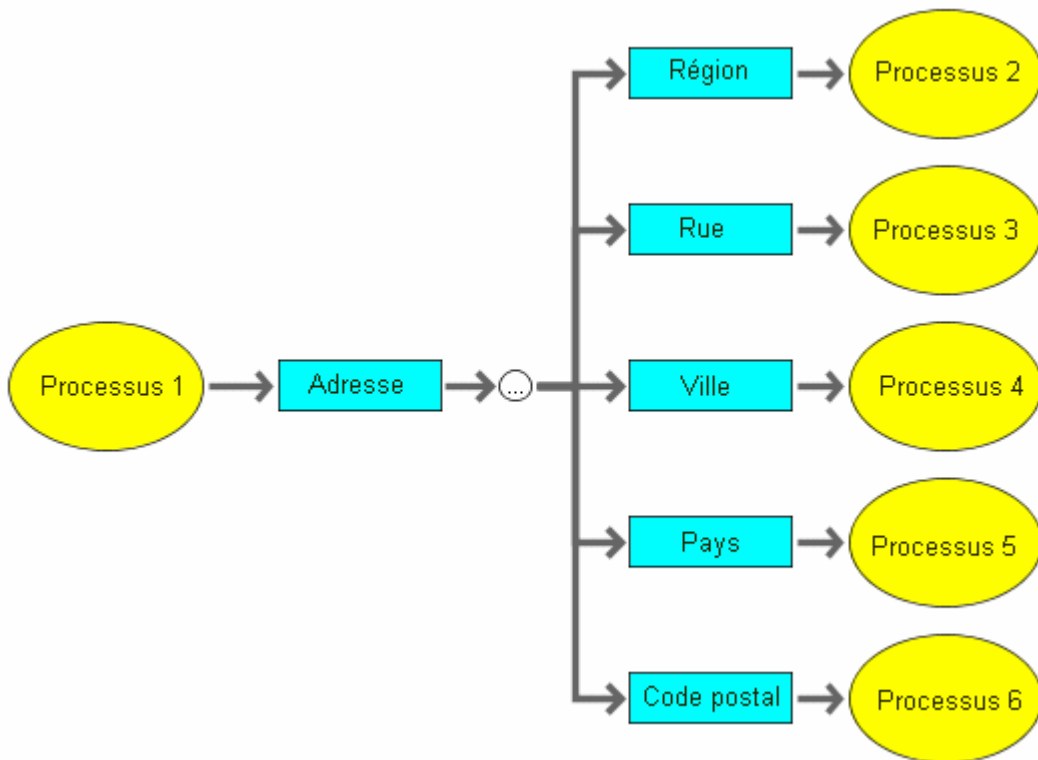 Région
Processus 2
Rue
Processus 3
Processus 1
Adresse
...
Ville
Processus 4
Pays
Processus 5
Code postal
Processus 6